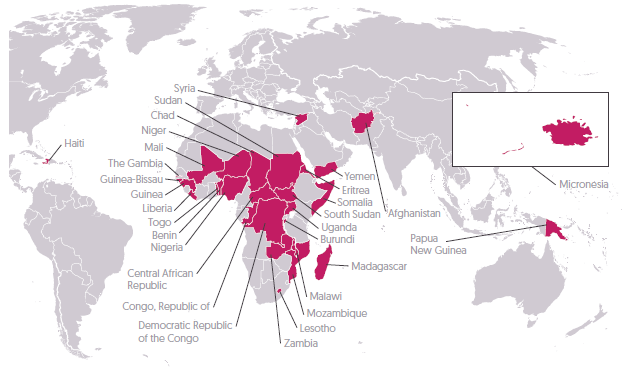 Syria
Sudan
Chad
Niger
Mali
The Gambia
Guinea-Bissau
Guinea
Liberia
Togo
Benin
Nigeria
Central African
Republic
Congo, Republic of
Democratic Republic
of the Congo
Haiti
Yemen
Eritrea
Somalia
South Sudan
Afghanistan
Uganda
Burundi
Madagascar
Malawi
Mozambique
Lesotho
Zambia
Papua
New Guinea
Micronesia